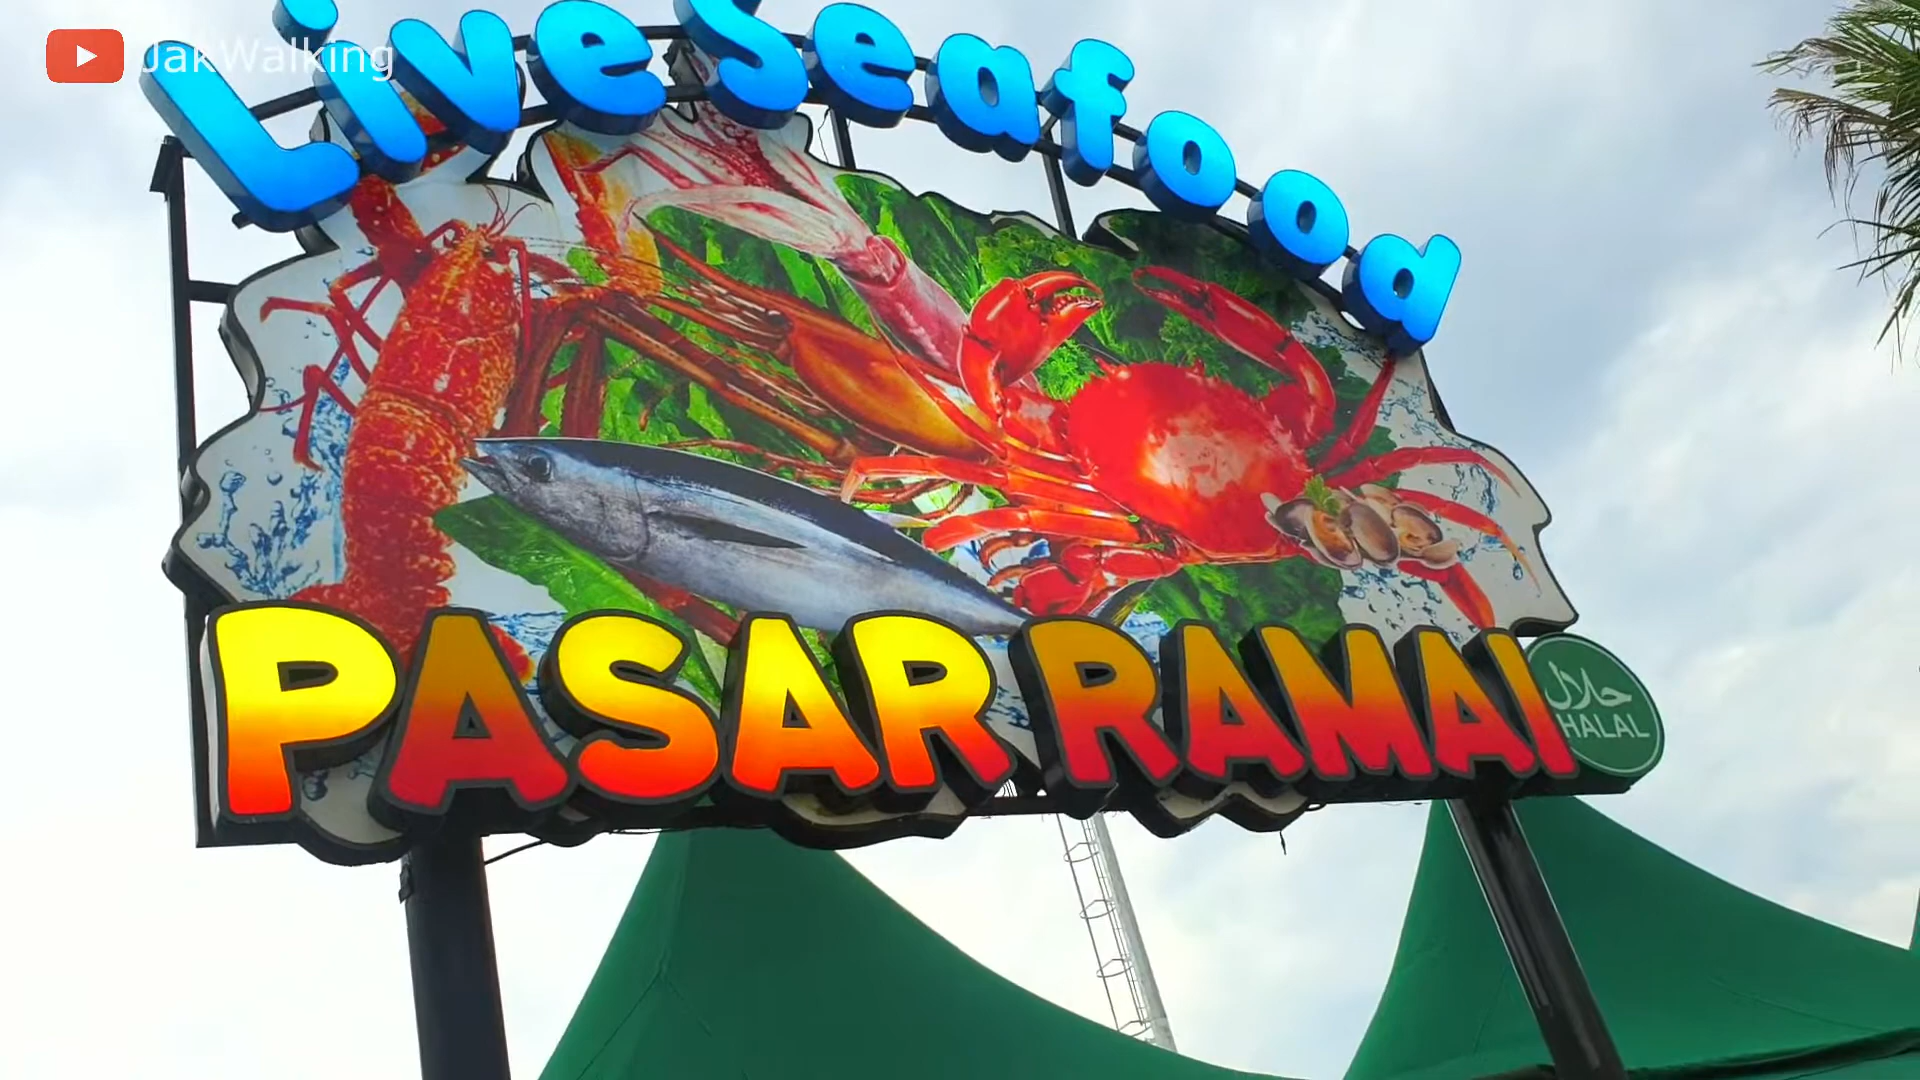 JakWalking
Live Seafood
PASAR RAMAI
حلال
HALAL